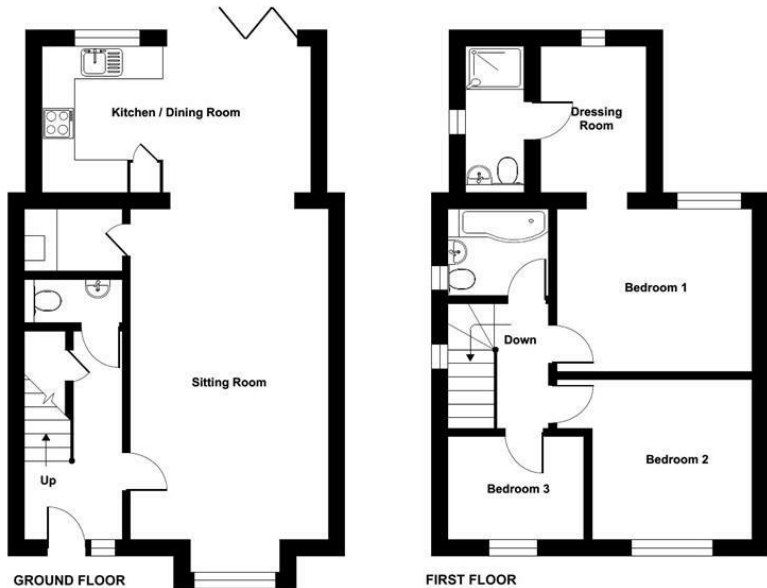 Kitchen / Dining Room
Sitting Room
Up
GROUND FLOOR
Dressing
Room
Bedroom 1
Down
Bedroom 2
Bedroom 3
FIRST FLOOR